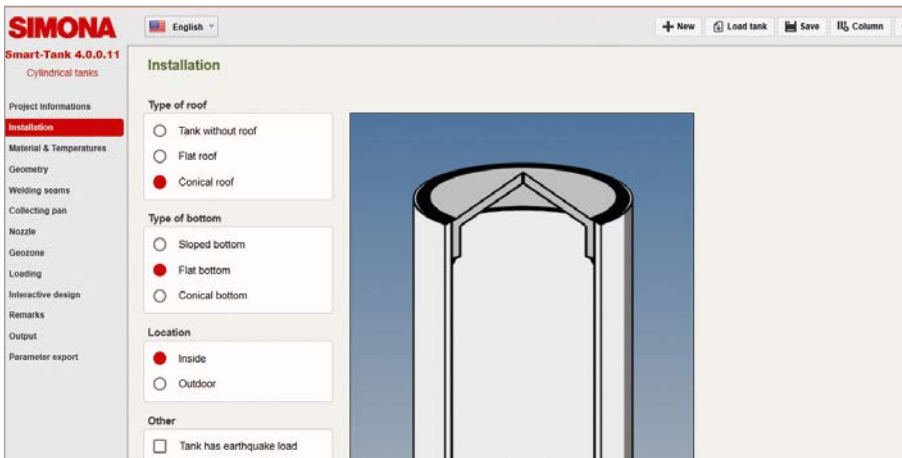 SIMONA
English
New
Load tank
Save
Column
Smart-Tank 4.0.0.11
Cylindrical tanks
Project Informations
Installation
Material & Temperatures
Geometry
Welding seams
Collecting pan
Nozzle
Geozone
Loading
Interactive design
Remarks
Output
Parameter export
Installation
Type of roof
Tank without roof
Flat roof
Conical roof
Type of bottom
Sloped bottom
Flat bottom
Conical bottom
Location
Inside
Outdoor
Other
Tank has earthquake load